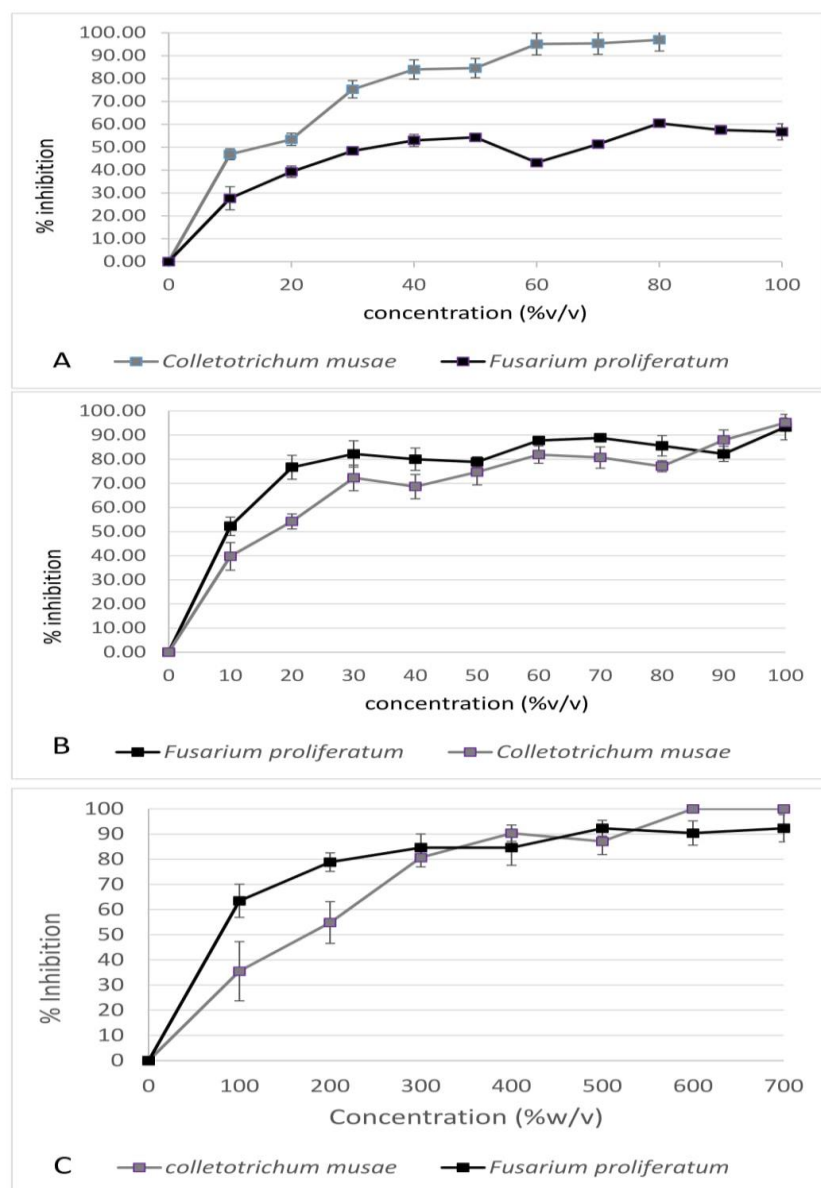 100.00
90.00
80.00
70.00
60.00
50.00
40.00
30.00
20.00
10.00
0.00
% inhibition
0 20 40 60 80 100
concentration (%v/v)
A Colletotrichum musae Fusarium proliferatum
100.00
90.00
80.00
70.00
60.00
50.00
40.00
30.00
20.00
10.00
0.00
% inhibition
0 10 20 30 40 50 60 70 80 90 100
concentration (%v/v)
B Fusarium proliferatum Colletotrichum musae
100
90
80
70
60
50
40
30
20
10
0
% Inhibition
0 100 200 300 400 500 600 700
Concentration (%w/v)
C colletotrichum musae Fusarium proliferatum